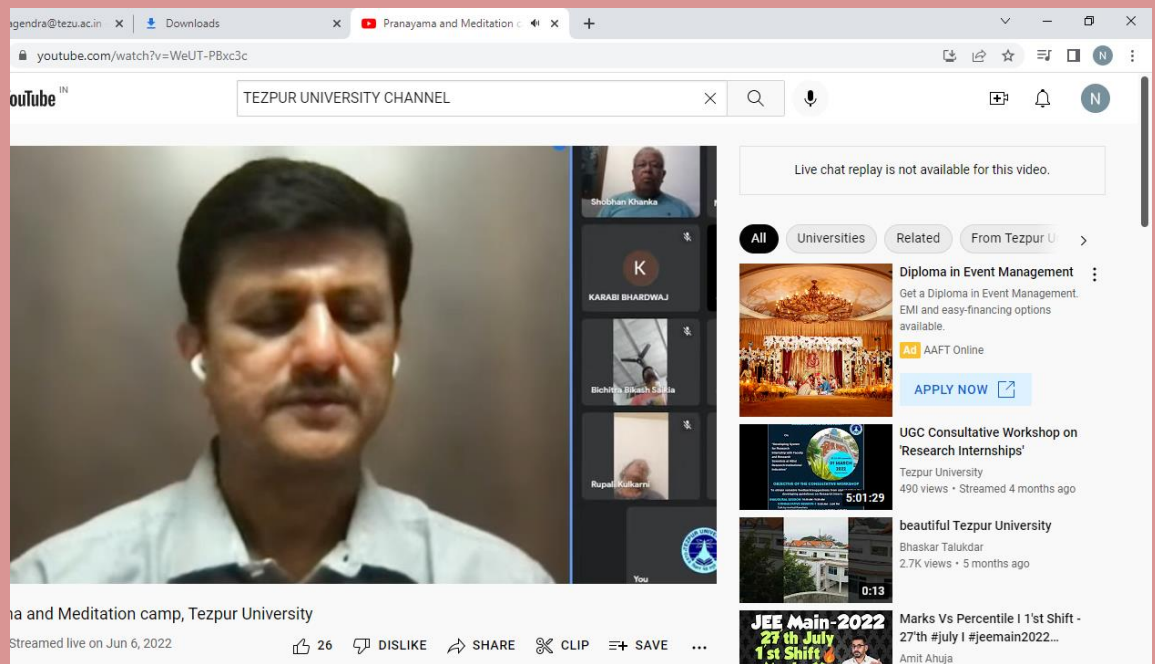 agendra@tezu.ac.in
Downloads
Pranayama and Meditation c
youtube.com/watch?v=WeUT-PBxc3c
N
ouTube IN
TEZPUR UNIVERSITY CHANNEL
N
Shobhan Khanka
K
KARABI BHARDWAJ
Bichitra Bikash Saikia
Rupali Kulkarni
You
Live chat replay is not available for this video.
All
Universities
Related
From Tezpur U
Diploma in Event Management
Get a Diploma in Event Management.
EMI and easy-financing options
available.
Ad AAFT Online
APPLY NOW
UGC Consultative Workshop on
'Research Internships'
Tezpur University
490 views • Streamed 4 months ago
5:01:29
beautiful Tezpur University
Bhaskar Talukdar
2.7K views • 5 months ago
0:13
JEE Main-2022
27 th July
1 st Shift
Marks Vs Percentile I 1'st Shift -
27'th #july I #jeemain2022...
Amit Ahuja
na and Meditation camp, Tezpur University
Streamed live on Jun 6, 2022
26
DISLIKE
SHARE
CLIP
SAVE